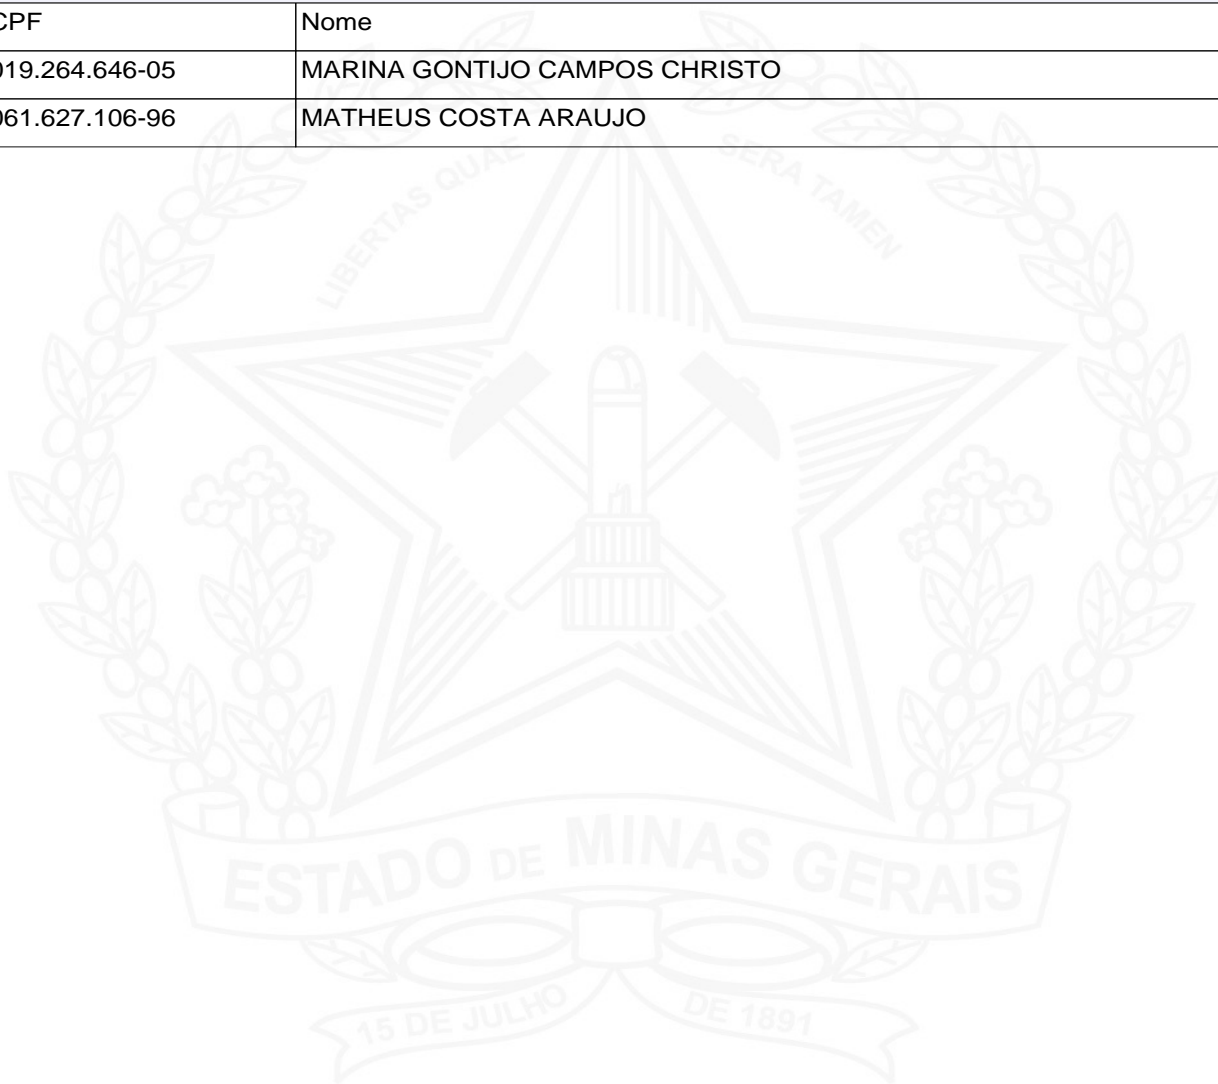 CPF Nome
019.264.646-05 MARINA GONTIJO CAMPOS CHRISTO
061.627.106-96 MATHEUS COSTA ARAUJO
LIBERTAS QUAE SERA TAMEN
ESTADO DE MINAS GERAIS
15 DE JULHO DE 1891